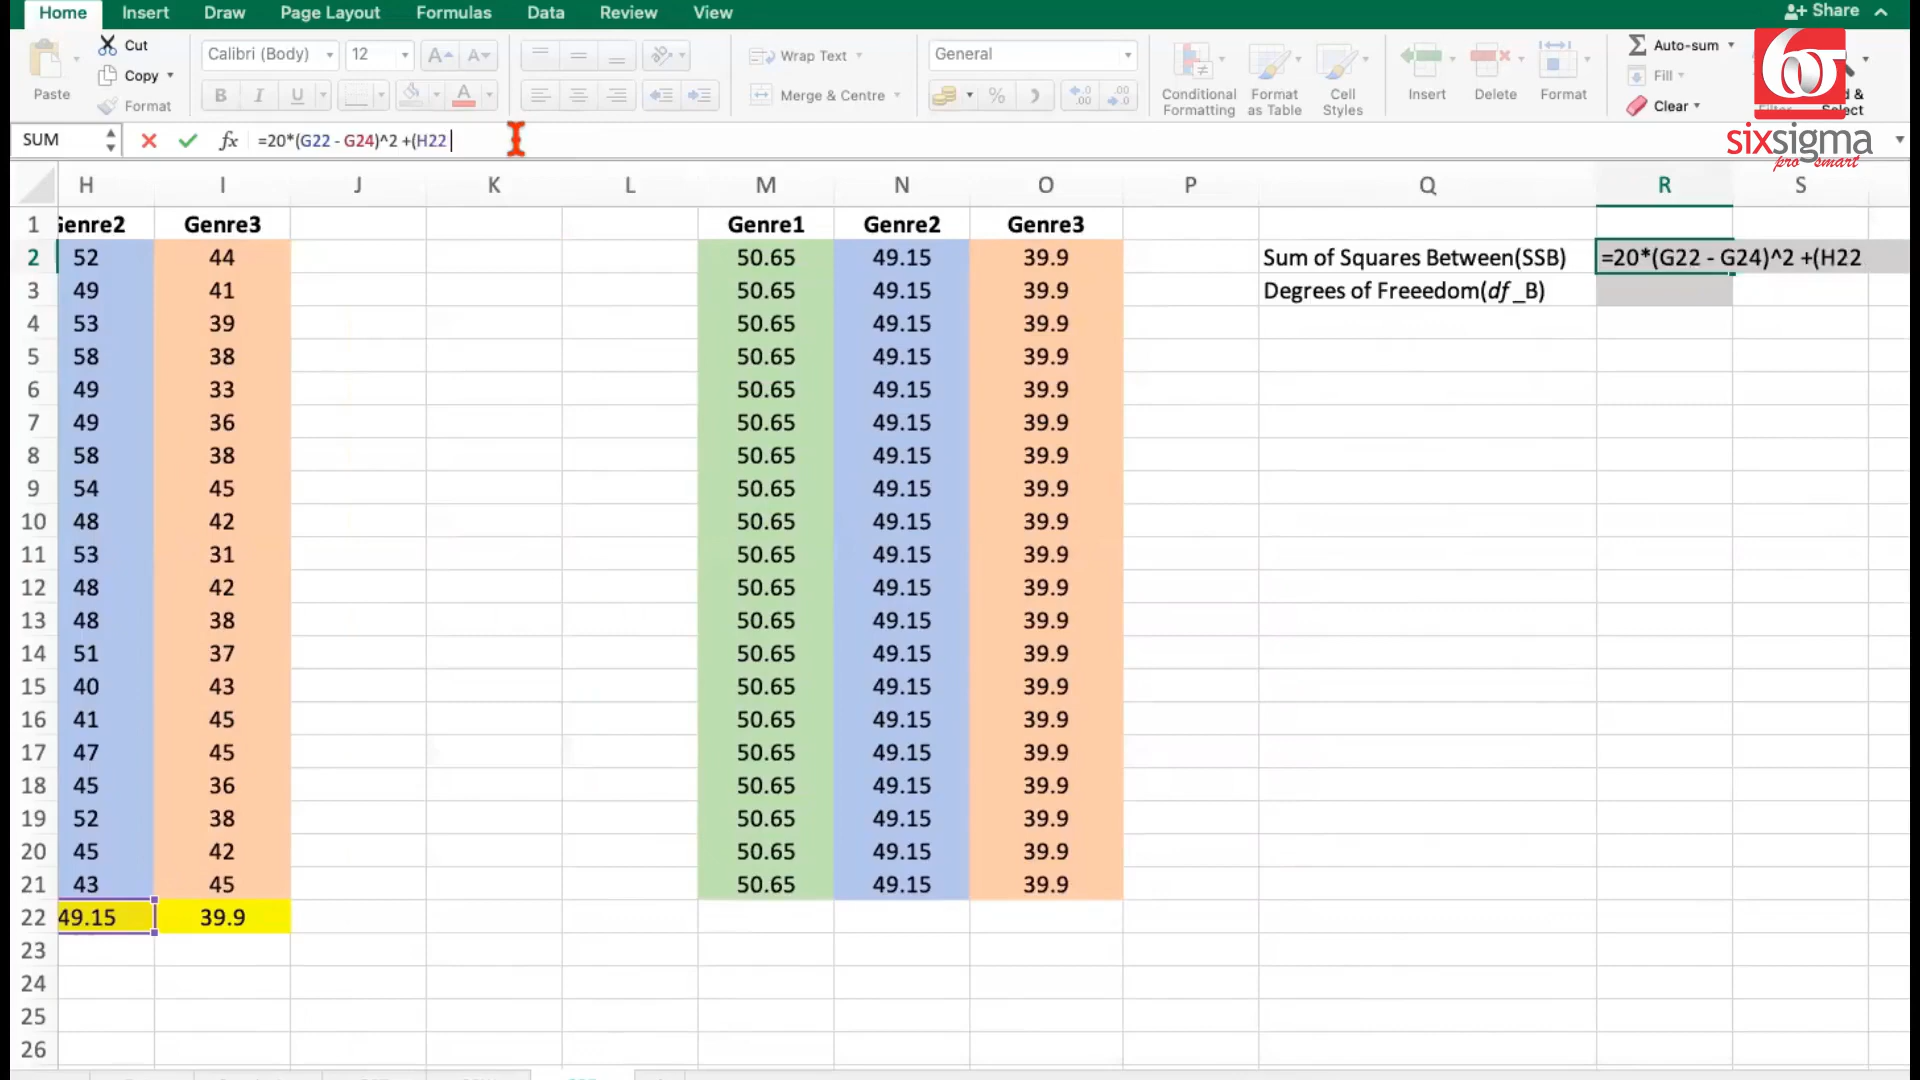 Home Insert Draw Page Layout Formulas Data Review View Share
Cut Calibri (Body) 12 Wrap Text General Auto-sum
Copy Fill
Paste Format B I U Merge & Centre % Conditional Formatting Format as Table Cell Styles Insert Delete Format Clear Select
sixsigma
pro smart
SUM fx =20*(G22 - G24)^2 +(H22
H I J K L M N O P Q R S
1 Genre2 Genre3 Genre1 Genre2 Genre3
2 52 44 50.65 49.15 39.9 Sum of Squares Between(SSB) =20*(G22 - G24)^2 +(H22
3 49 41 50.65 49.15 39.9 Degrees of Freeedom(df _B)
4 53 39 50.65 49.15 39.9
5 58 38 50.65 49.15 39.9
6 49 33 50.65 49.15 39.9
7 49 36 50.65 49.15 39.9
8 58 38 50.65 49.15 39.9
9 54 45 50.65 49.15 39.9
10 48 42 50.65 49.15 39.9
11 53 31 50.65 49.15 39.9
12 48 42 50.65 49.15 39.9
13 48 38 50.65 49.15 39.9
14 51 37 50.65 49.15 39.9
15 40 43 50.65 49.15 39.9
16 41 45 50.65 49.15 39.9
17 47 45 50.65 49.15 39.9
18 45 36 50.65 49.15 39.9
19 52 38 50.65 49.15 39.9
20 45 42 50.65 49.15 39.9
21 43 45 50.65 49.15 39.9
22 49.15 39.9
23
24
25
26